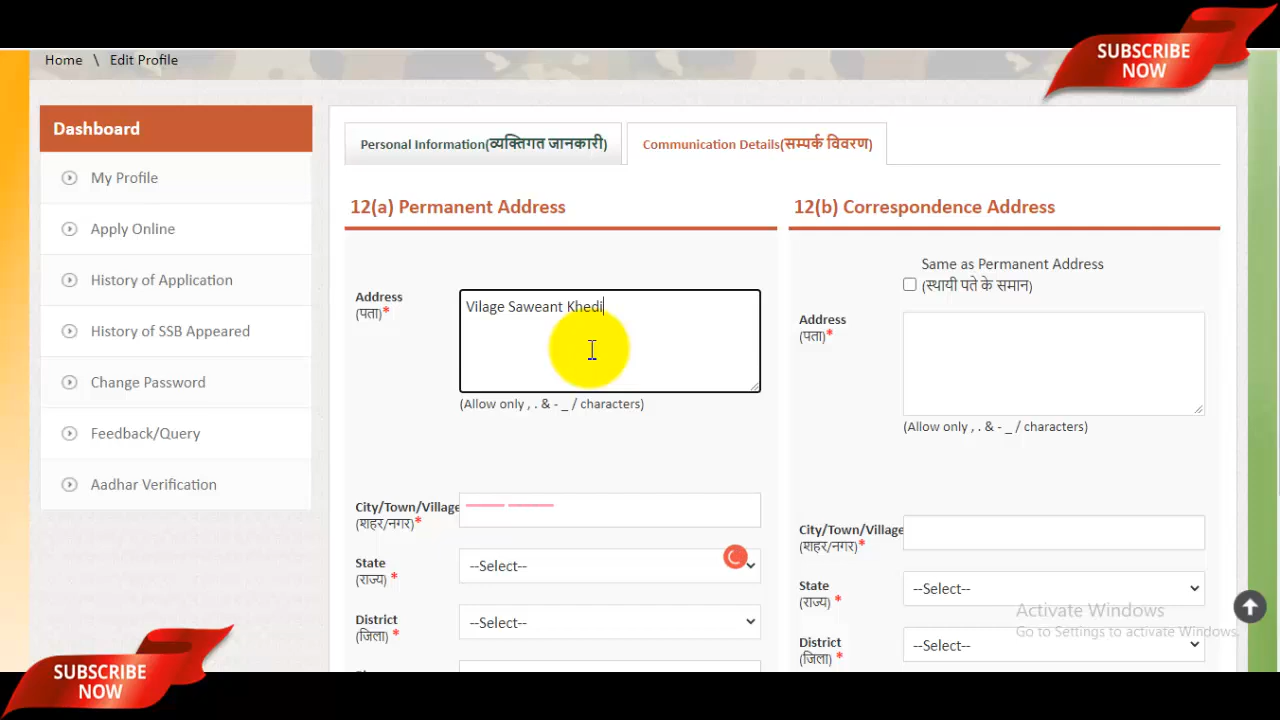 SUBSCRIBE
NOW
Home \ Edit Profile
Dashboard
My Profile
Apply Online
History of Application
History of SSB Appeared
Change Password
Feedback/Query
Aadhar Verification
Personal Information(व्यक्तिगत जानकारी)
Communication Details(सम्पर्क विवरण)
12(a) Permanent Address
Address
(पता)*
Vilage Saweant Khedi
(Allow only , . & - _ / characters)
City/Town/Village
(शहर/नगर)*
State
(राज्य) *
--Select--
District
(जिला) *
--Select--
12(b) Correspondence Address
Same as Permanent Address
(स्थायी पते के समान)
Address
(पता)*
(Allow only , . & - _ / characters)
City/Town/Village
(शहर/नगर)*
State
(राज्य) *
--Select--
District
(जिला) *
--Select--
Activate Windows
Go to Settings to activate Windows.
SUBSCRIBE
NOW